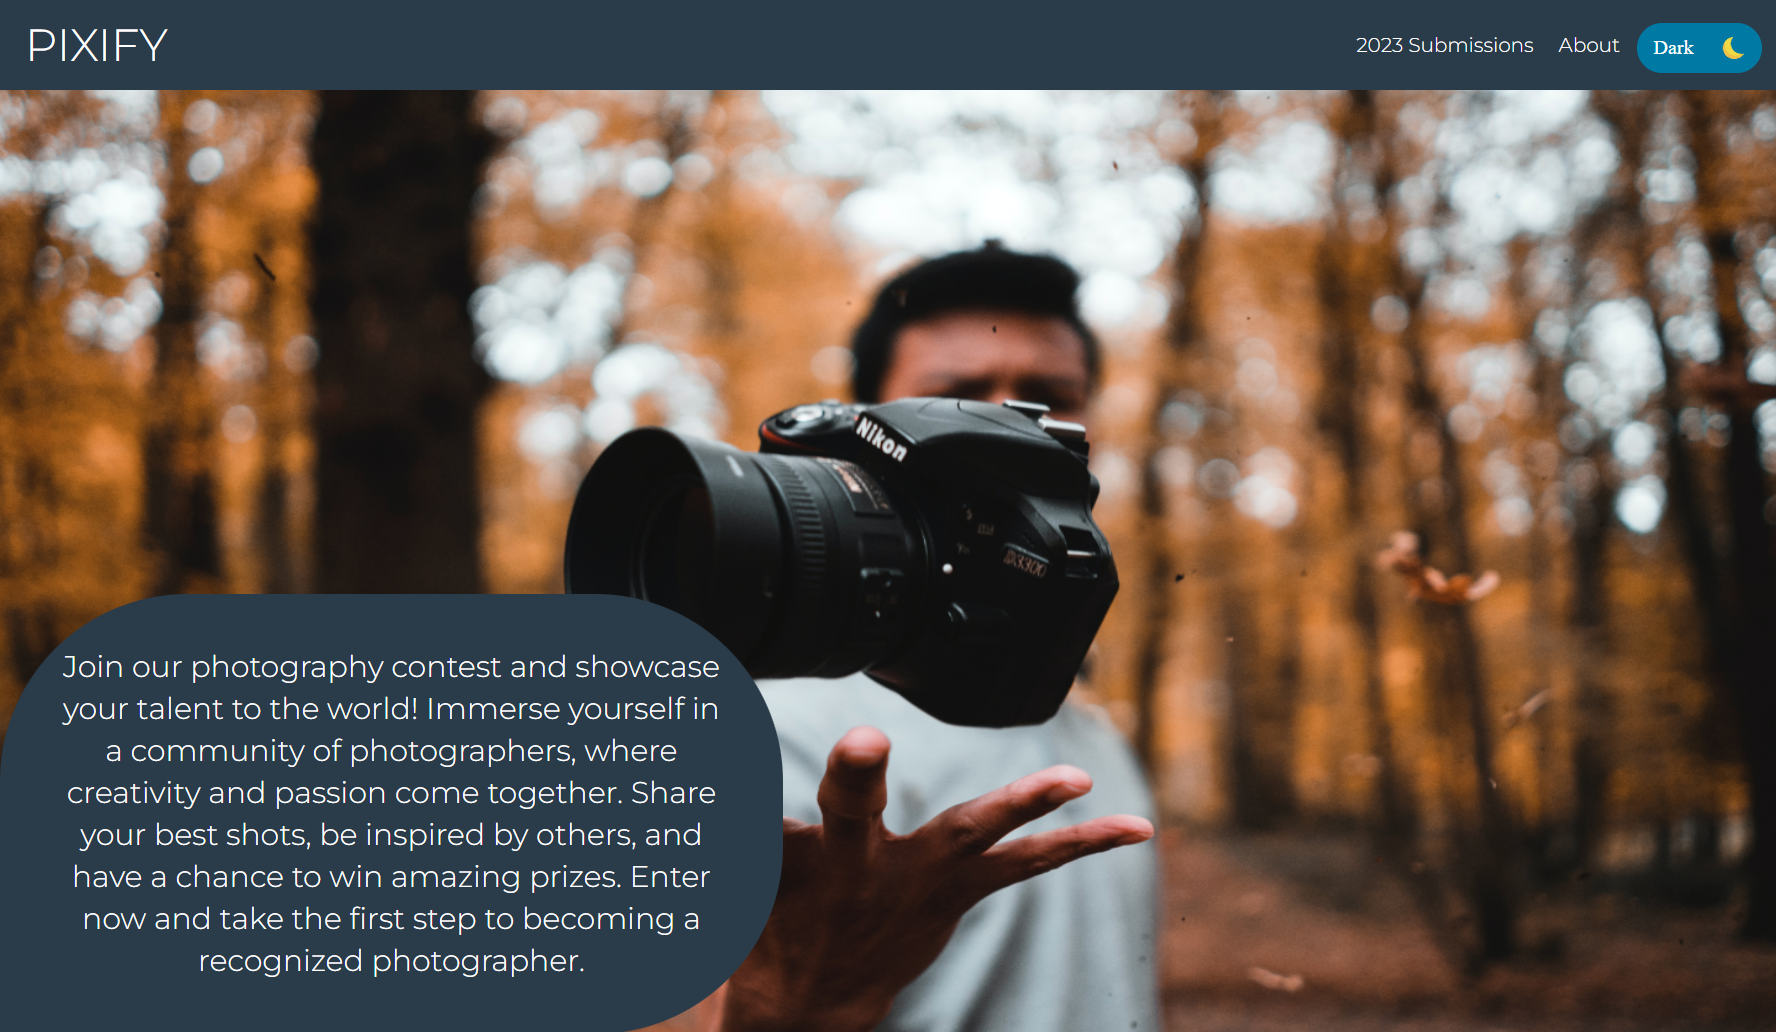 PIXIFY
2023 Submissions About Dark
Nikon
D3300
Join our photography contest and showcase
your talent to the world! Immerse yourself in
a community of photographers, where
creativity and passion come together. Share
your best shots, be inspired by others, and
have a chance to win amazing prizes. Enter
now and take the first step to becoming a
recognized photographer.